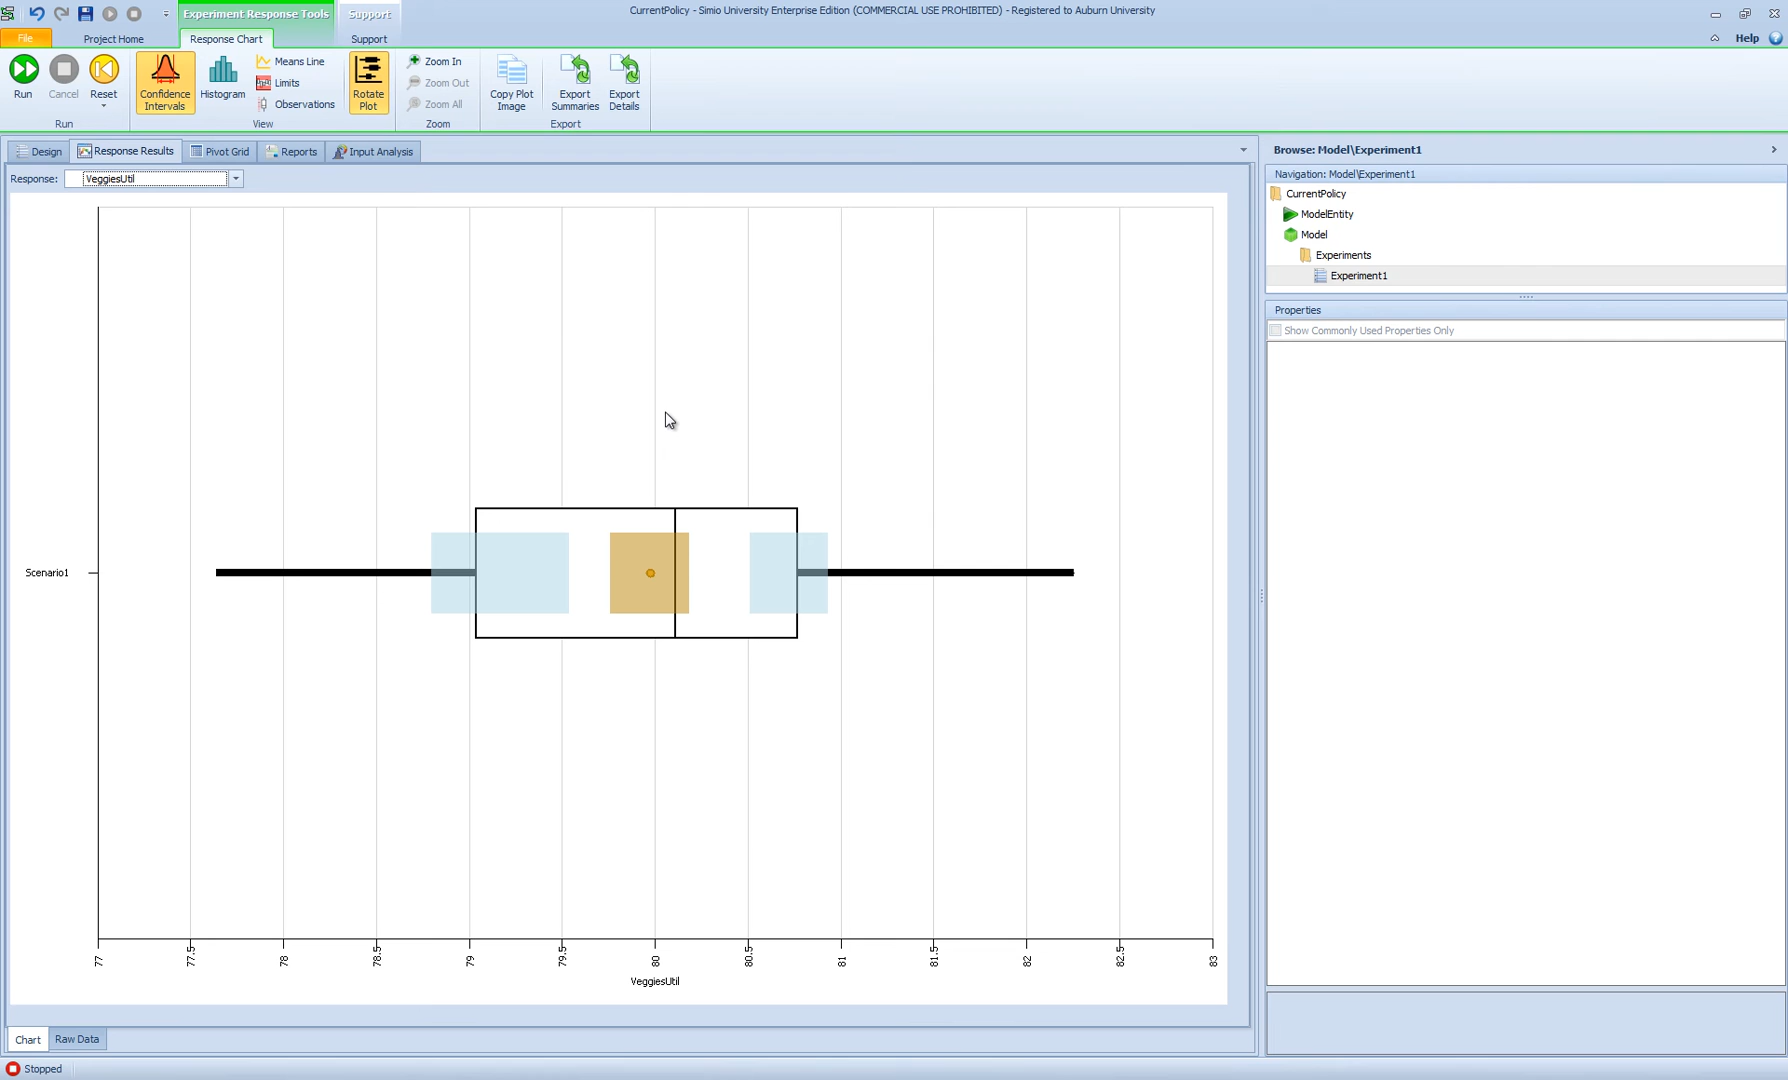 Experiment Response Tools
Support
CurrentPolicy - Simio University Enterprise Edition (COMMERCIAL USE PROHIBITED) - Registered to Auburn University
File
Project Home
Response Chart
Support
Help
Run
Cancel
Reset
Confidence Intervals
Histogram
Means Line
Limits
Observations
Rotate Plot
Zoom In
Zoom Out
Zoom All
Copy Plot Image
Export Summaries
Export Details
Run
View
Zoom
Export
Design
Response Results
Pivot Grid
Reports
Input Analysis
Response:
VeggiesUtil
Scenario1
77
77.5
78
78.5
79
79.5
80
80.5
81
81.5
82
82.5
83
VeggiesUtil
Chart
Raw Data
Stopped
Browse: Model\Experiment1
Navigation: Model\Experiment1
CurrentPolicy
ModelEntity
Model
Experiments
Experiment1
Properties
Show Commonly Used Properties Only